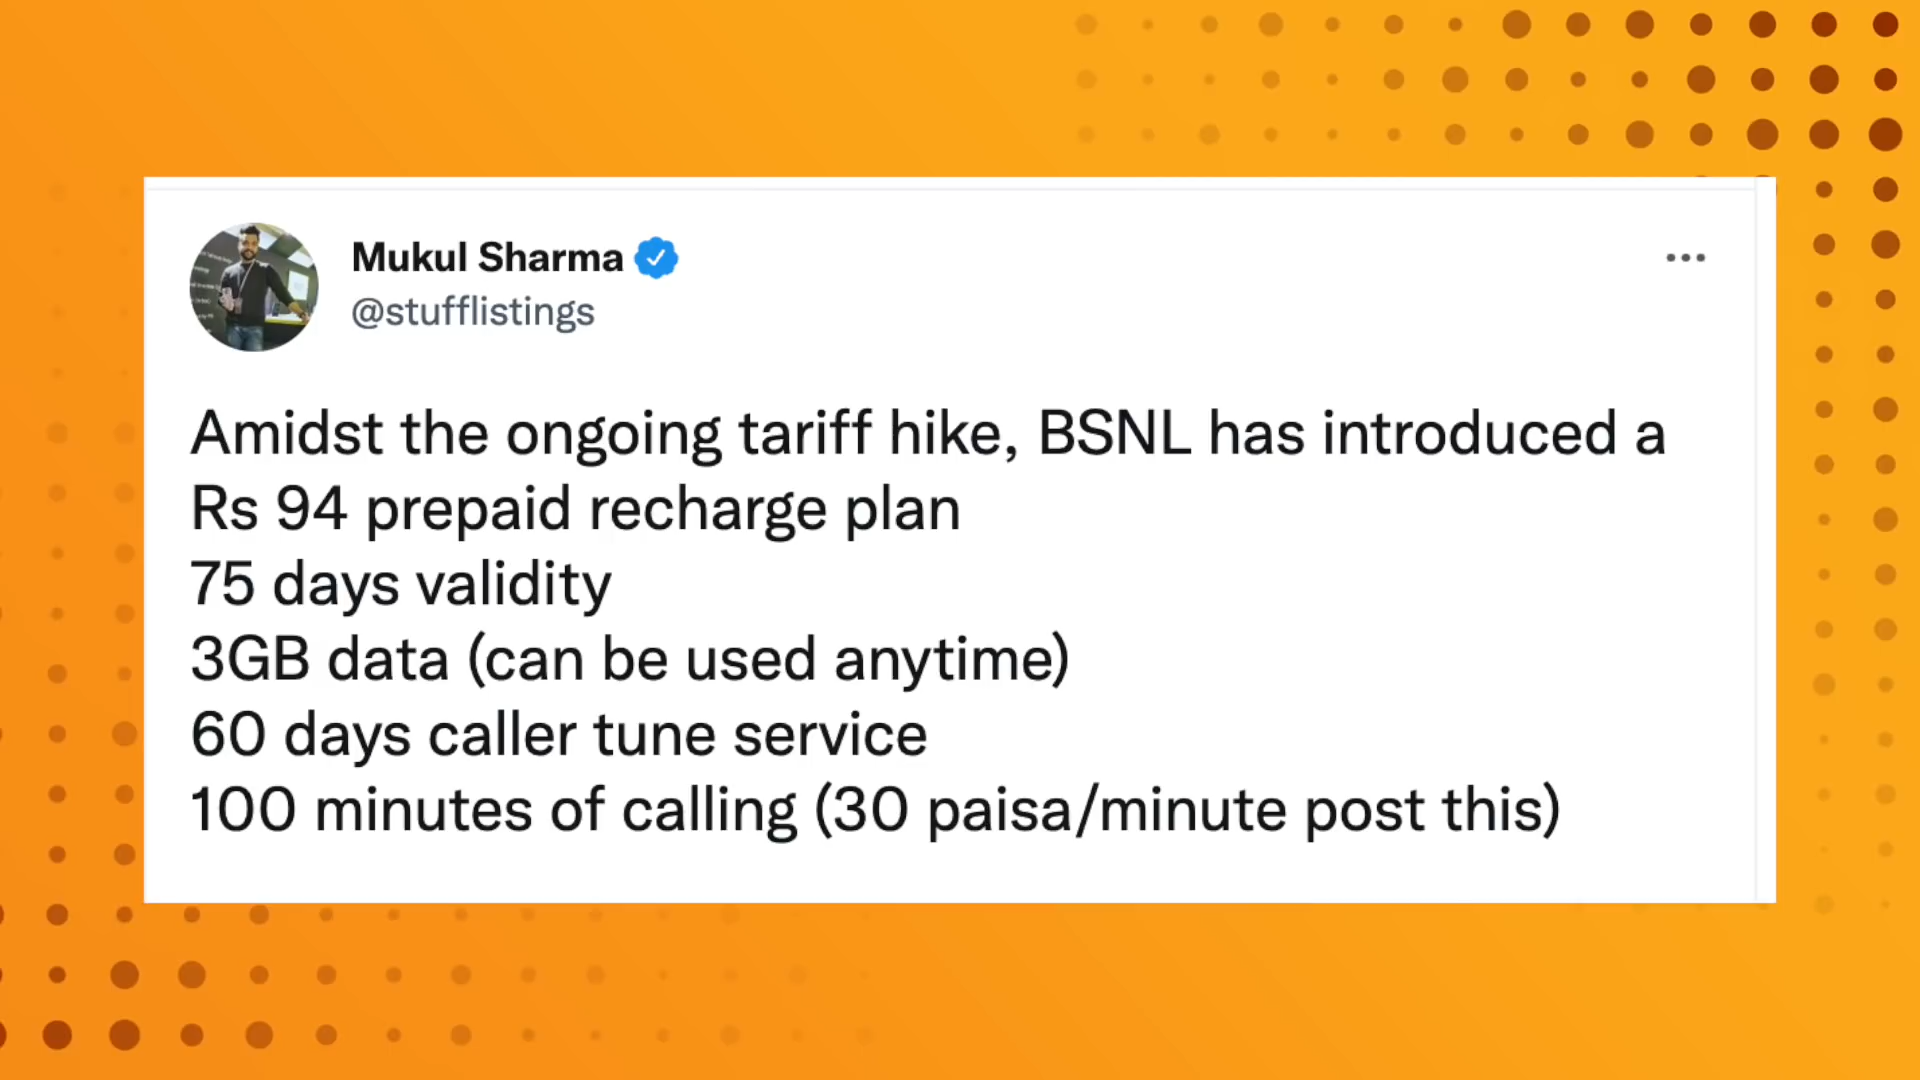 Mukul Sharma
@stufflistings
Amidst the ongoing tariff hike, BSNL has introduced a
Rs 94 prepaid recharge plan
75 days validity
3GB data (can be used anytime)
60 days caller tune service
100 minutes of calling (30 paisa/minute post this)